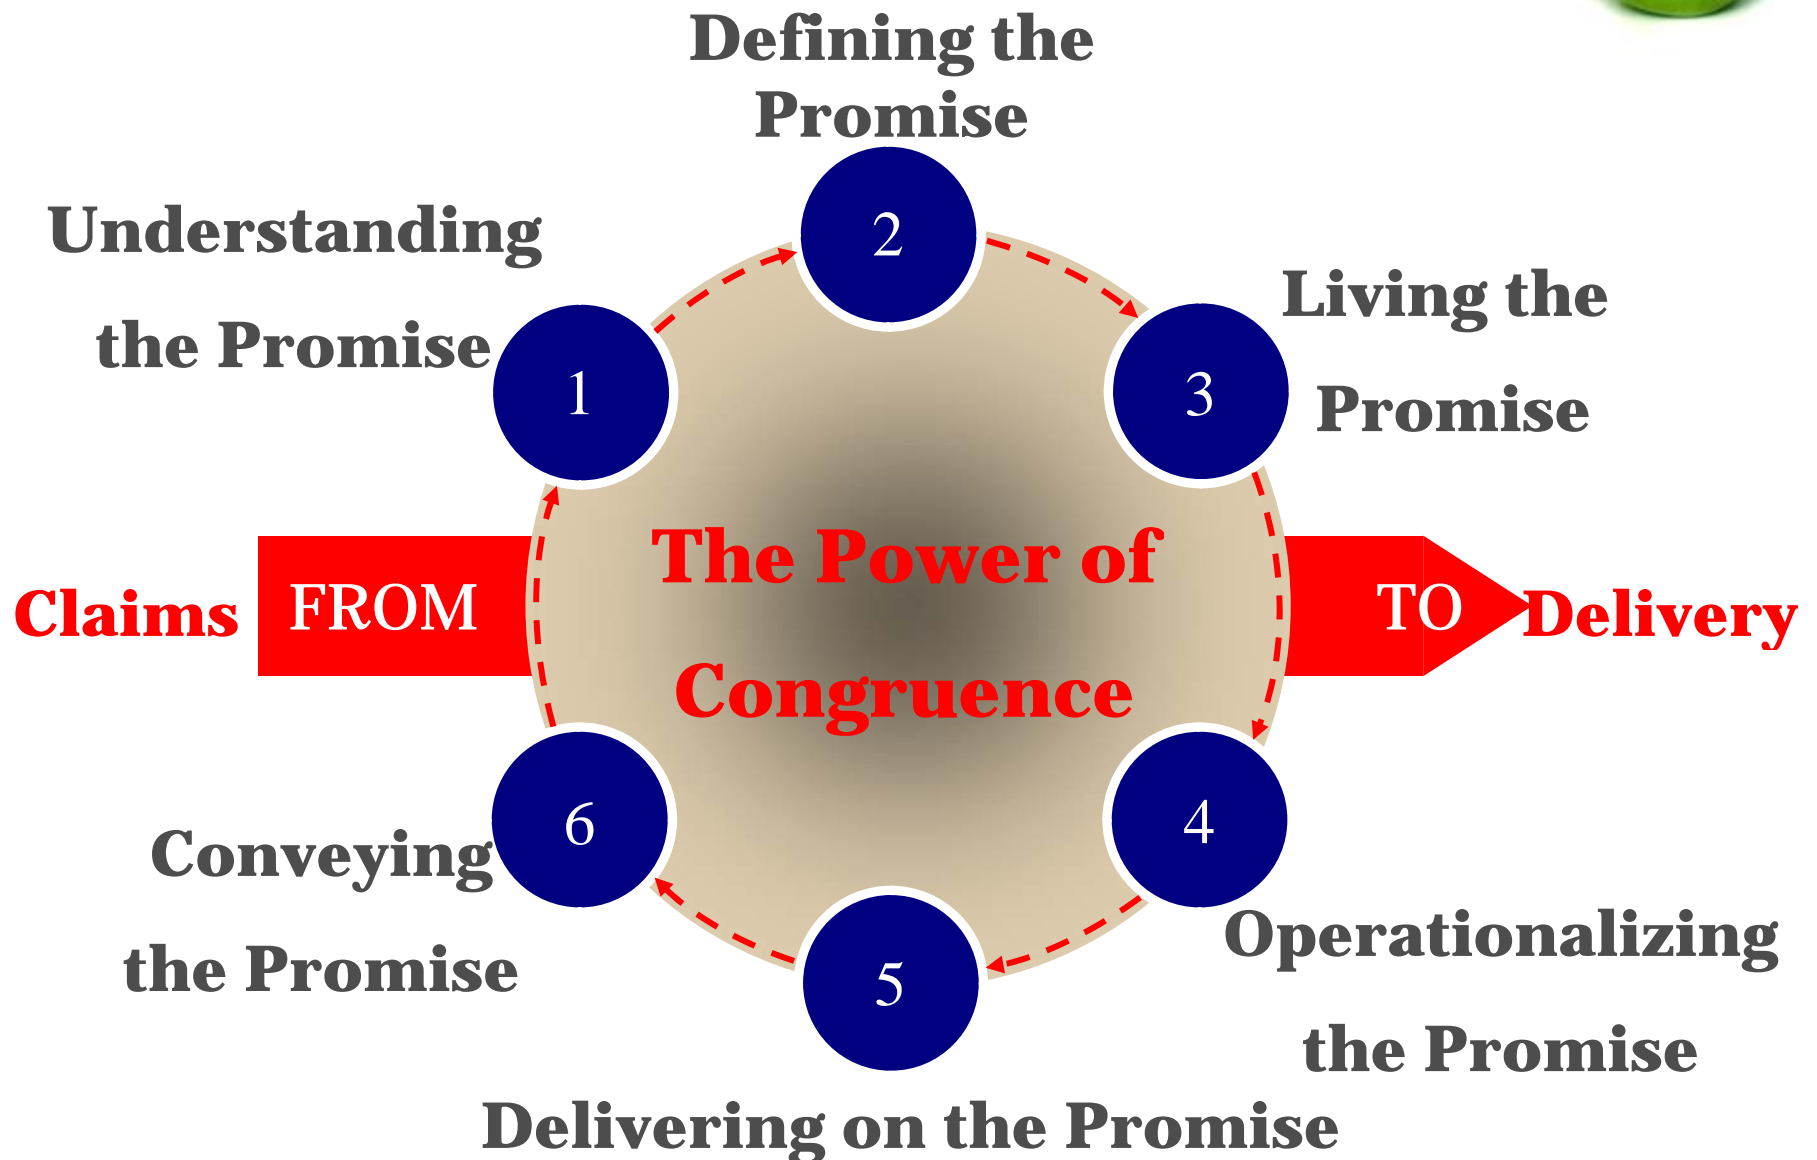 Defining the
Promise
2
Understanding
the Promise
1
Living the
Promise
3
Claims
FROM
The Power of
Congruence
TO
Delivery
6
Conveying
the Promise
4
Operationalizing
the Promise
5
Delivering on the Promise